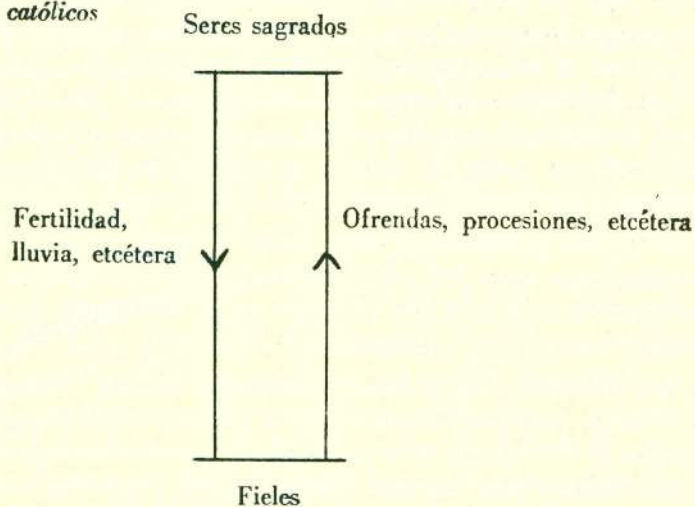 católicos
Seres sagrados
Fertilidad,
lluvia, etcétera
Ofrendas, procesiones, etcétera
Fieles